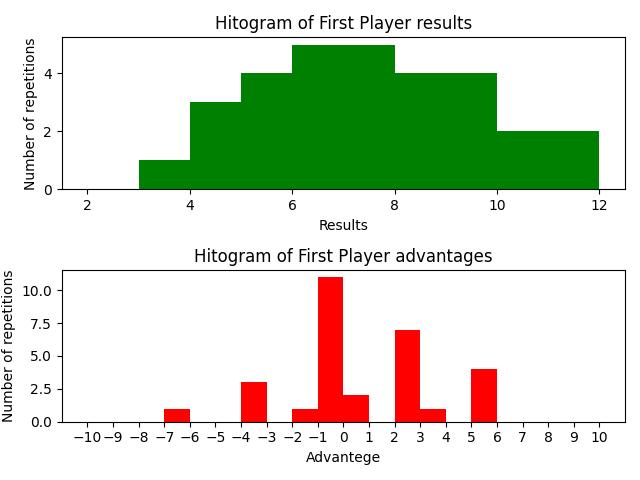 Hitogram of First Player results
Number of repetitions
4
2
0
2 4 6 8 10 12
Results
Hitogram of First Player advantages
Number of repetitions
10.0
7.5
5.0
2.5
0.0
−10 −9 −8 −7 −6 −5 −4 −3 −2 −1 0 1 2 3 4 5 6 7 8 9 10
Advantege